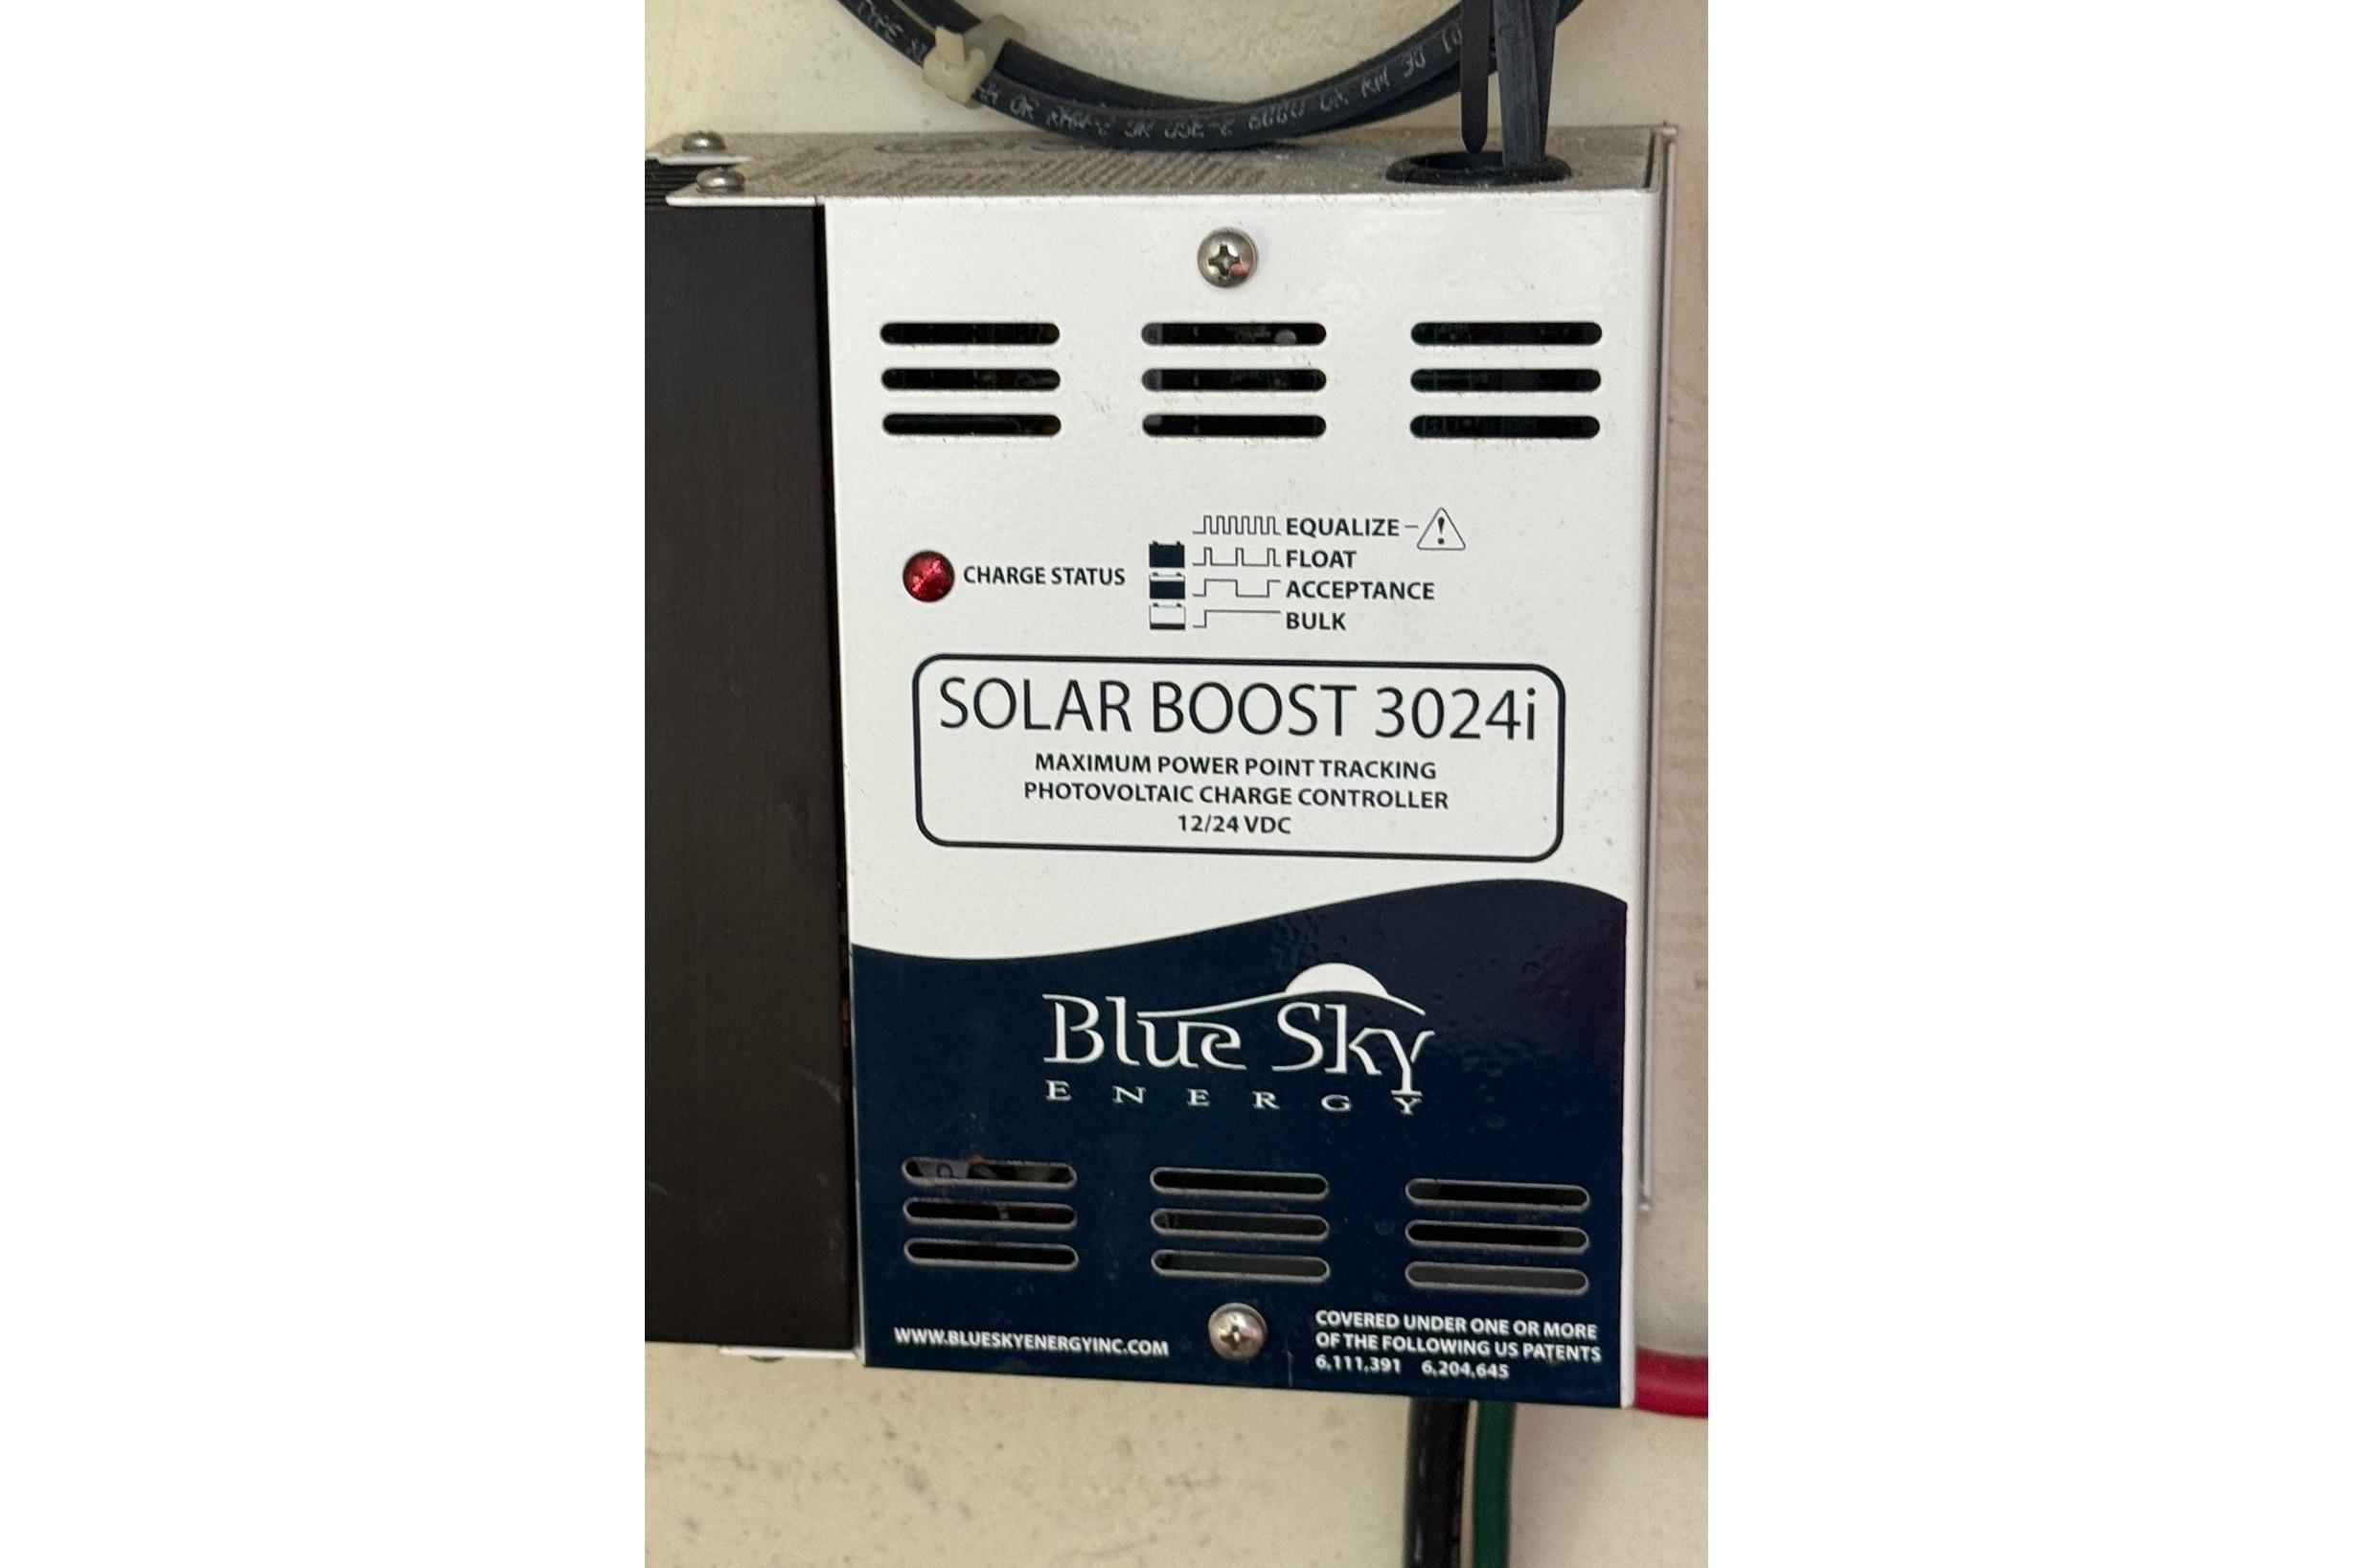 EQUALIZE
FLOAT
CHARGE STATUS
ACCEPTANCE
BULK
SOLAR BOOST 3024i
MAXIMUM POWER POINT TRACKING
PHOTOVOLTAIC CHARGE CONTROLLER
12/24 VDC
Blue Sky
ENERGY
WWW.BLUESKYENERGYINC.COM
COVERED UNDER ONE OR MORE
OF THE FOLLOWING US PATENTS
6,111,391 6,204,645